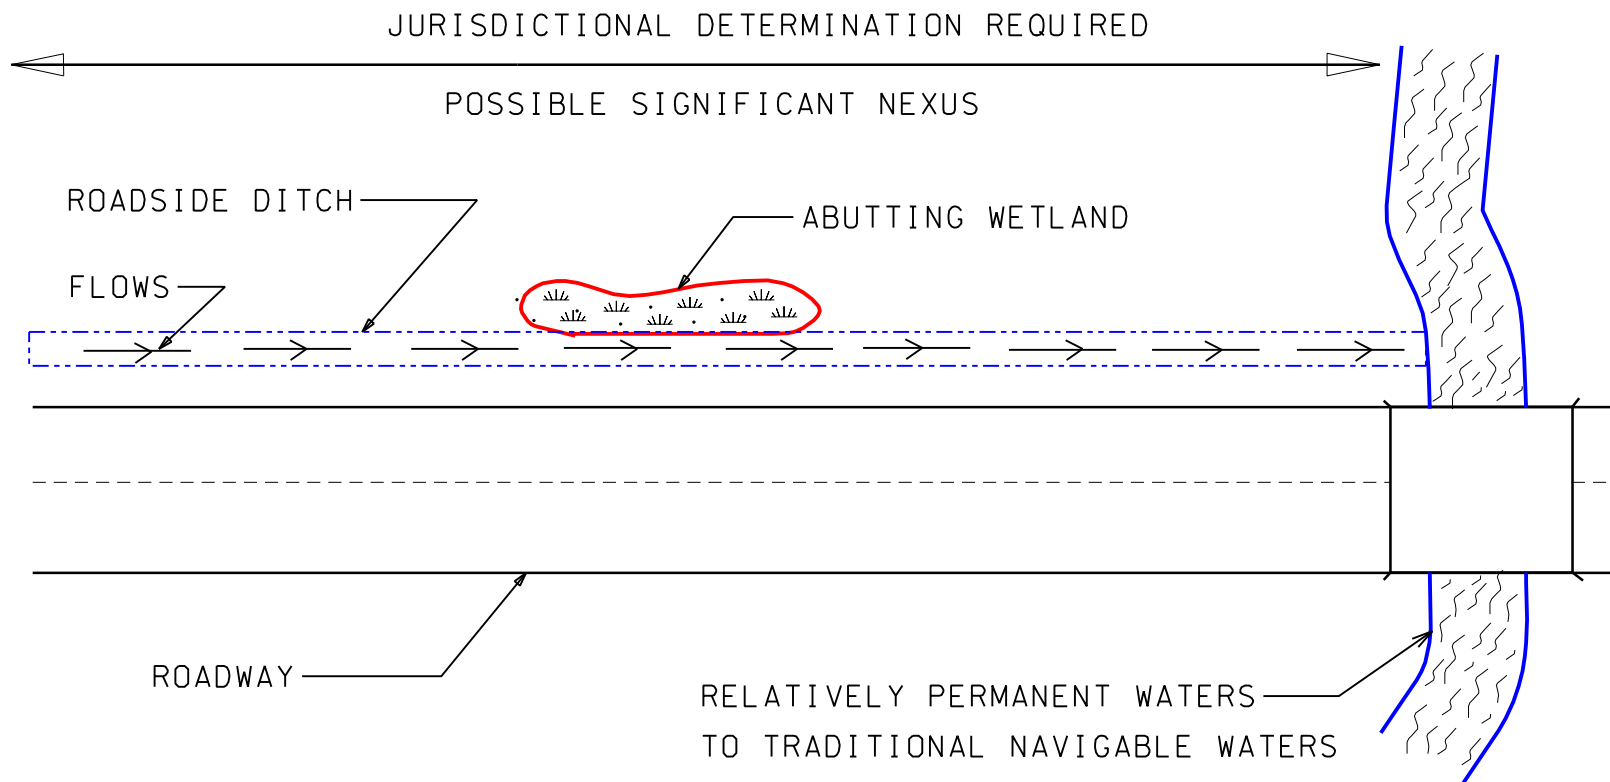 JURISDICTIONAL DETERMINATION REQUIRED
POSSIBLE SIGNIFICANT NEXUS
ROADSIDE DITCH
ABUTTING WETLAND
FLOWS
ROADWAY
RELATIVELY PERMANENT WATERS
TO TRADITIONAL NAVIGABLE WATERS